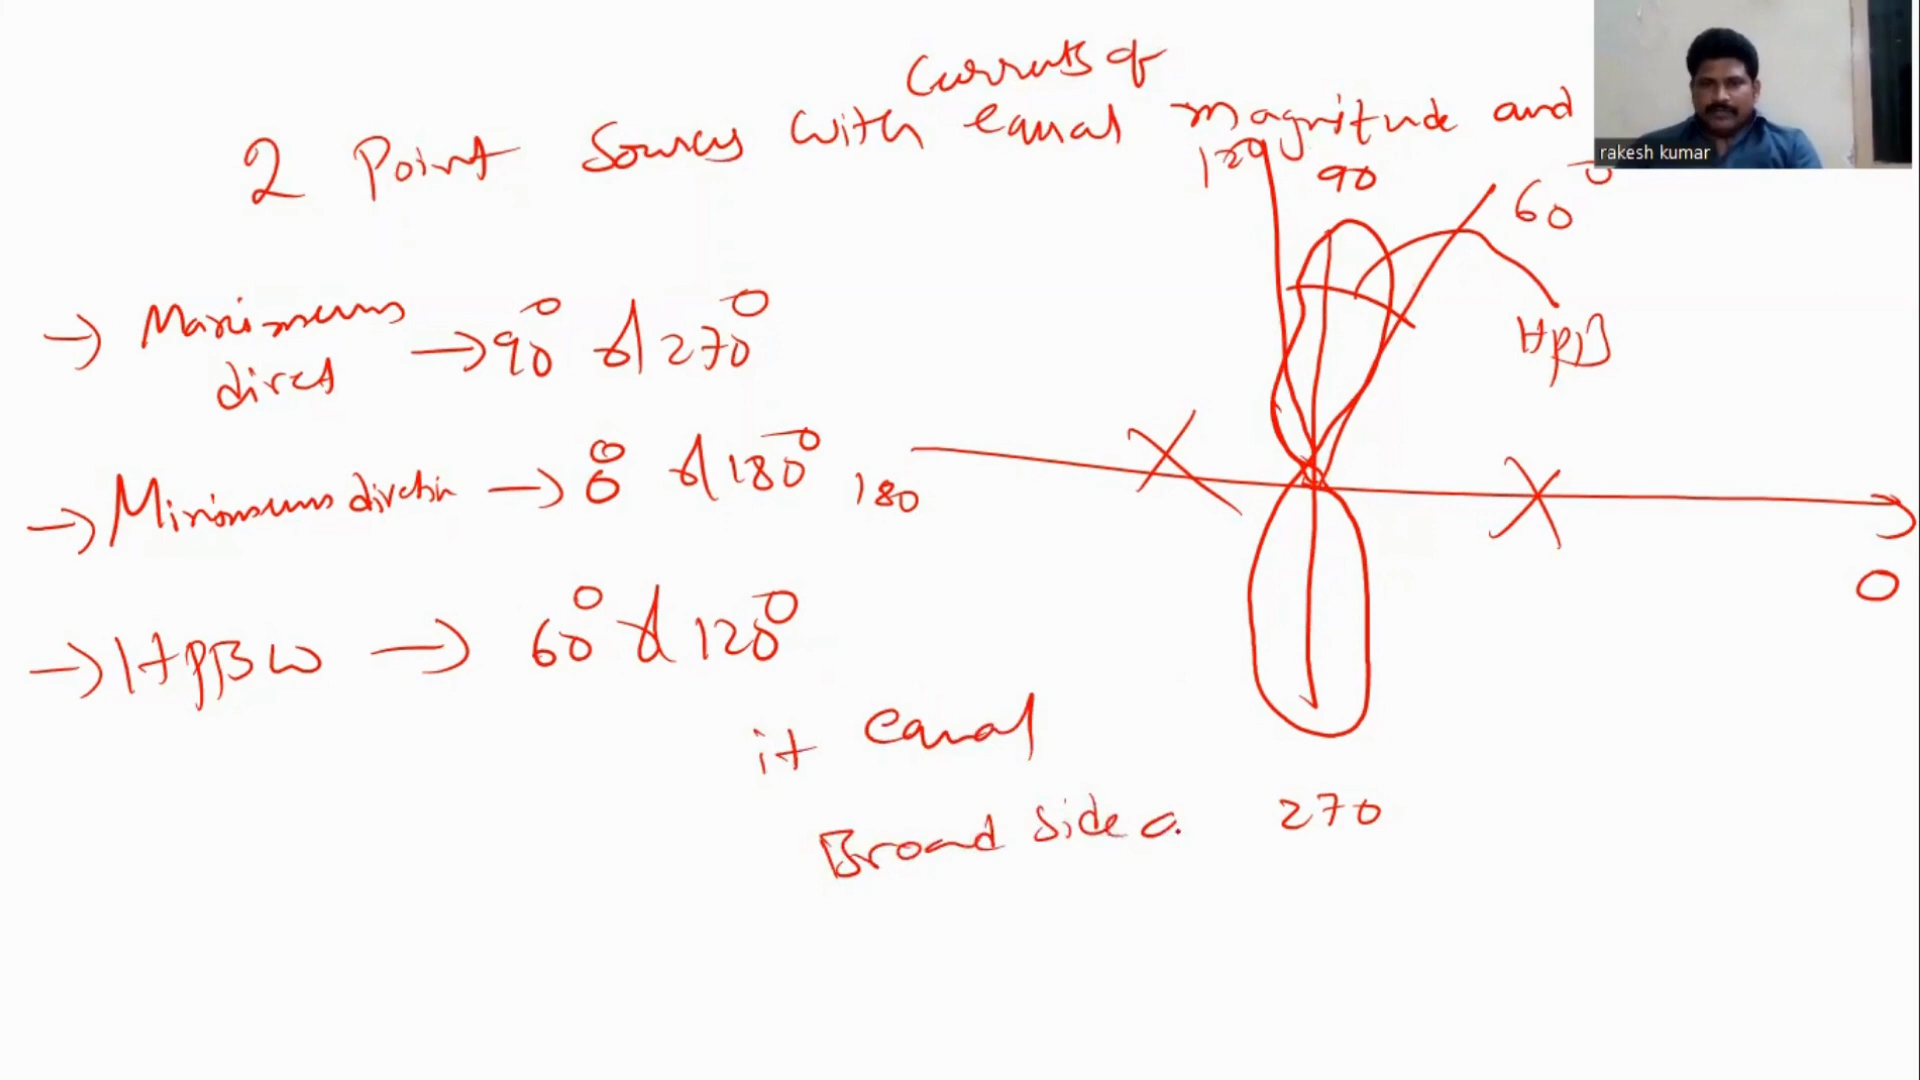 Currents of
2 Point Sources with equal magnitude and
rakesh kumar
120
90
60°
→ Maximum direct → 90° & 270°
HPB
→ Minimum direction → 0° & 180°
180
0
→ HPBW → 60° & 120°
it equal
Broad side a
270